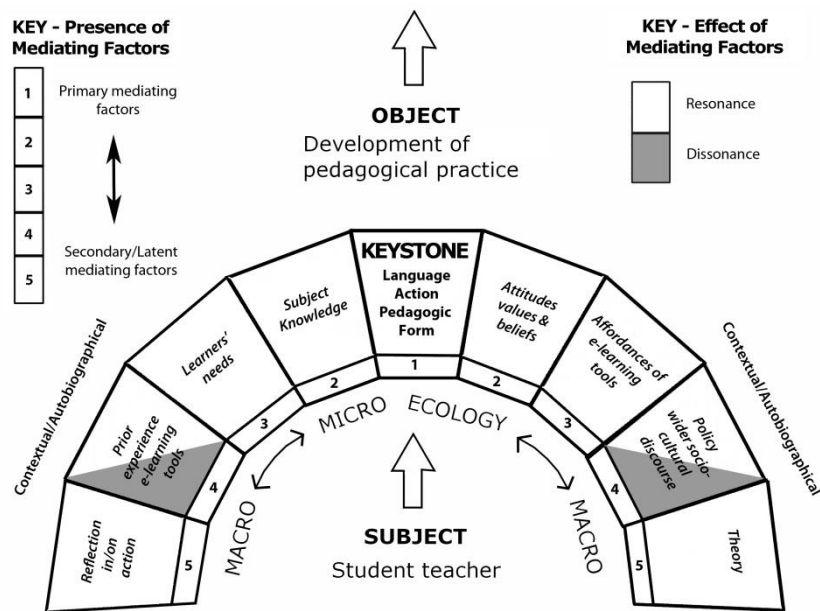 KEY - Presence of
Mediating Factors
1
2
3
4
5
Primary mediating
factors
Secondary/Latent
mediating factors
OBJECT
Development of
pedagogical practice
KEY - Effect of
Mediating Factors
Resonance
Dissonance
Contextual/Autobiographical
Reflection
in/on
action
5
Prior
experience
e-learning
tools
4
Learners'
needs
3
Subject
Knowledge
2
KEYSTONE
Language
Action
Pedagogic
Form
1
Attitudes
values &
beliefs
2
Affordances of
e-learning
tools
3
Policy
wider socio-
cultural
discourse
4
Theory
5
Contextual/Autobiographical
MACRO
MICRO ECOLOGY
MACRO
SUBJECT
Student teacher